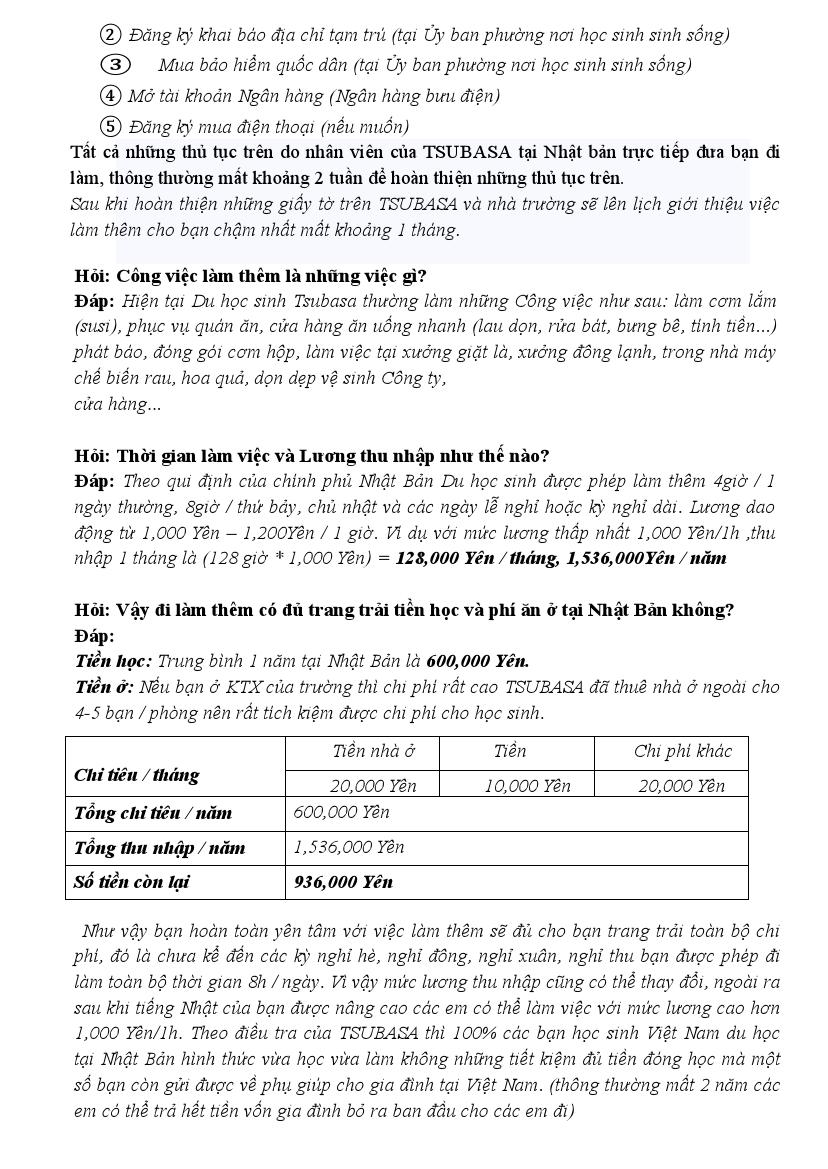 ② Đăng ký khai báo địa chỉ tạm trú (tại Ủy ban phường nơi học sinh sinh sống)
③ Mua bảo hiểm quốc dân (tại Ủy ban phường nơi học sinh sinh sống)
④ Mở tài khoản Ngân hàng (Ngân hàng bưu điện)
⑤ Đăng ký mua điện thoại (nếu muốn)
Tất cả những thủ tục trên do nhân viên của TSUBASA tại Nhật bản trực tiếp đưa bạn đi
làm, thông thường mất khoảng 2 tuần để hoàn thiện những thủ tục trên.
Sau khi hoàn thiện những giấy tờ trên TSUBASA và nhà trường sẽ lên lịch giới thiệu việc
làm thêm cho bạn chậm nhất mất khoảng 1 tháng.
Hỏi: Công việc làm thêm là những việc gì?
Đáp: Hiện tại Du học sinh Tsubasa thường làm những Công việc như sau: làm cơm lắm
(susi), phục vụ quán ăn, cửa hàng ăn uống nhanh (lau dọn, rửa bát, bưng bê, tính tiền...)
phát báo, đóng gói cơm hộp, làm việc tại xưởng giặt là, xưởng đông lạnh, trong nhà máy
chế biến rau, hoa quả, dọn dẹp vệ sinh Công ty,
cửa hàng...
Hỏi: Thời gian làm việc và Lương thu nhập như thế nào?
Đáp: Theo qui định của chính phủ Nhật Bản Du học sinh được phép làm thêm 4giờ / 1
ngày thường, 8giờ / thứ bảy, chủ nhật và các ngày lễ nghỉ hoặc kỳ nghỉ dài. Lương dao
động từ 1,000 Yên – 1,200Yên / 1 giờ. Ví dụ với mức lương thấp nhất 1,000 Yên/1h ,thu
nhập 1 tháng là (128 giờ * 1,000 Yên) = 128,000 Yên / tháng, 1,536,000Yên / năm
Hỏi: Vậy đi làm thêm có đủ trang trải tiền học và phí ăn ở tại Nhật Bản không?
Đáp:
Tiền học: Trung bình 1 năm tại Nhật Bản là 600,000 Yên.
Tiền ở: Nếu bạn ở KTX của trường thì chi phí rất cao TSUBASA đã thuê nhà ở ngoài cho
4-5 bạn / phòng nên rất tích kiệm được chi phí cho học sinh.
Chi tiêu / tháng
Tiền nhà ở Tiền Chi phí khác
20,000 Yên 10,000 Yên 20,000 Yên
Tổng chi tiêu / năm 600,000 Yên
Tổng thu nhập / năm 1,536,000 Yên
Số tiền còn lại 936,000 Yên
Như vậy bạn hoàn toàn yên tâm với việc làm thêm sẽ đủ cho bạn trang trải toàn bộ chi
phí, đó là chưa kể đến các kỳ nghỉ hè, nghỉ đông, nghỉ xuân, nghỉ thu bạn được phép đi
làm toàn bộ thời gian 8h / ngày. Vì vậy mức lương thu nhập cũng có thể thay đổi, ngoài ra
sau khi tiếng Nhật của bạn được nâng cao các em có thể làm việc với mức lương cao hơn
1,000 Yên/1h. Theo điều tra của TSUBASA thì 100% các bạn học sinh Việt Nam du học
tại Nhật Bản hình thức vừa học vừa làm không những tiết kiệm đủ tiền đóng học mà một
số bạn còn gửi được về phụ giúp cho gia đình tại Việt Nam. (thông thường mất 2 năm các
em có thể trả hết tiền vốn gia đình bỏ ra ban đầu cho các em đi)